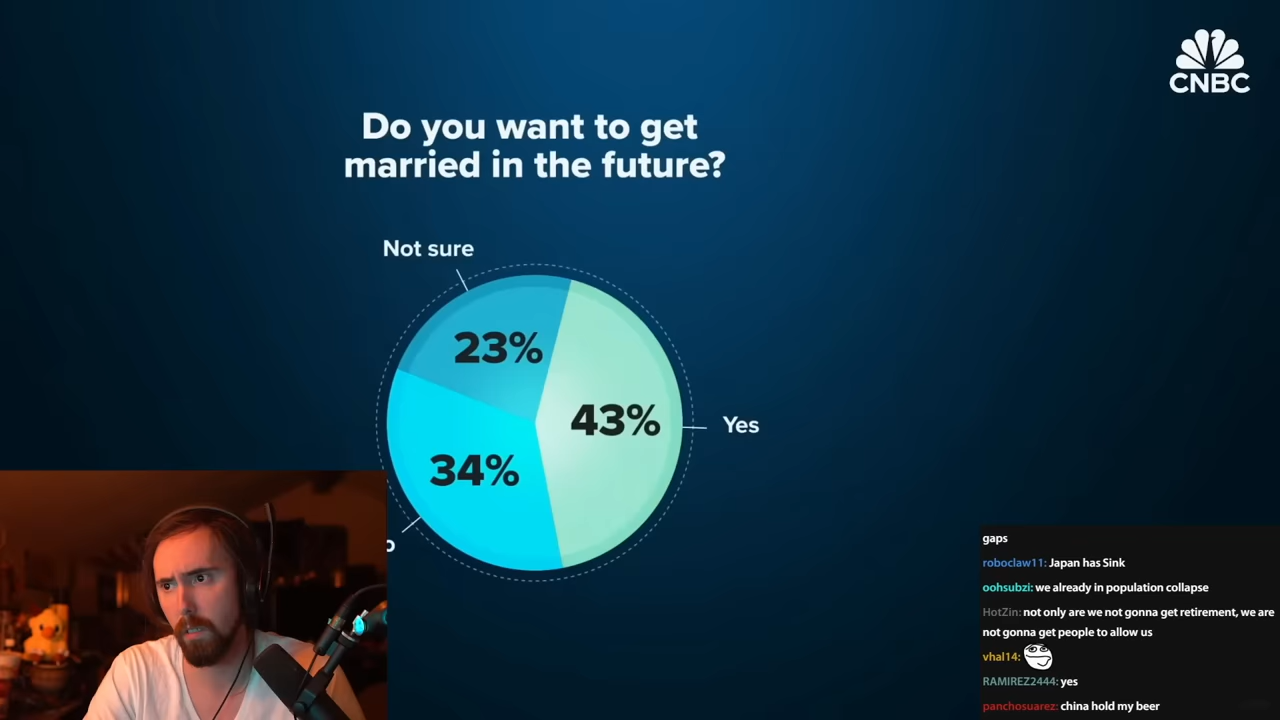 CNBC
Do you want to get
married in the future?
Not sure
23%
43%
Yes
34%
o
gaps
roboclaw11: Japan has Sink
oohsubzi: we already in population collapse
HotZin: not only are we not gonna get retirement, we are
not gonna get people to allow us
vhal14:
RAMIREZ2444: yes
panchosuarez: china hold my beer